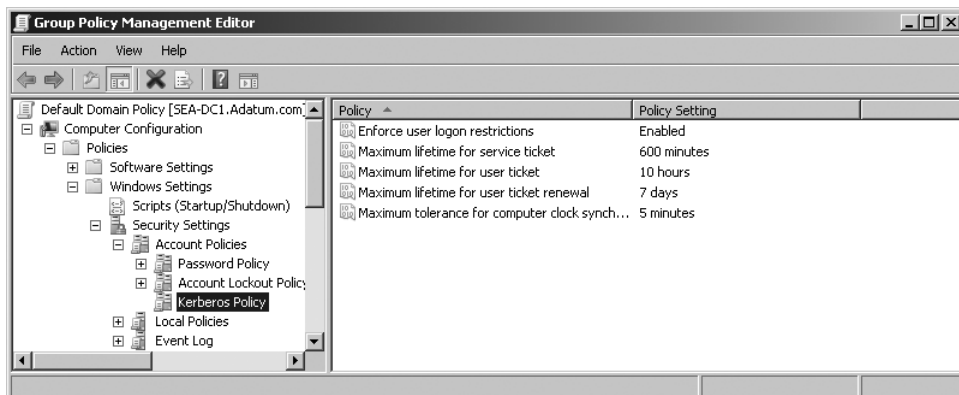 Group Policy Management Editor
File Action View Help
Default Domain Policy [SEA-DC1.Adatum.com]
Computer Configuration
Policies
Software Settings
Windows Settings
Scripts (Startup/Shutdown)
Security Settings
Account Policies
Password Policy
Account Lockout Policy
Kerberos Policy
Local Policies
Event Log
Policy Policy Setting
Enforce user logon restrictions Enabled
Maximum lifetime for service ticket 600 minutes
Maximum lifetime for user ticket 10 hours
Maximum lifetime for user ticket renewal 7 days
Maximum tolerance for computer clock synch... 5 minutes